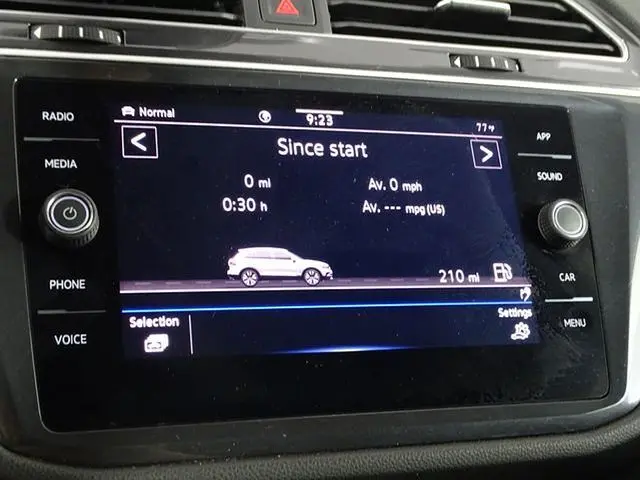 RADIO
MEDIA
PHONE
VOICE
Normal
9:23
77°F
Since start
0 mi
Av. 0 mph
0:30 h
Av. --- mpg (US)
210 mi
Selection
Settings
APP
SOUND
CAR
MENU